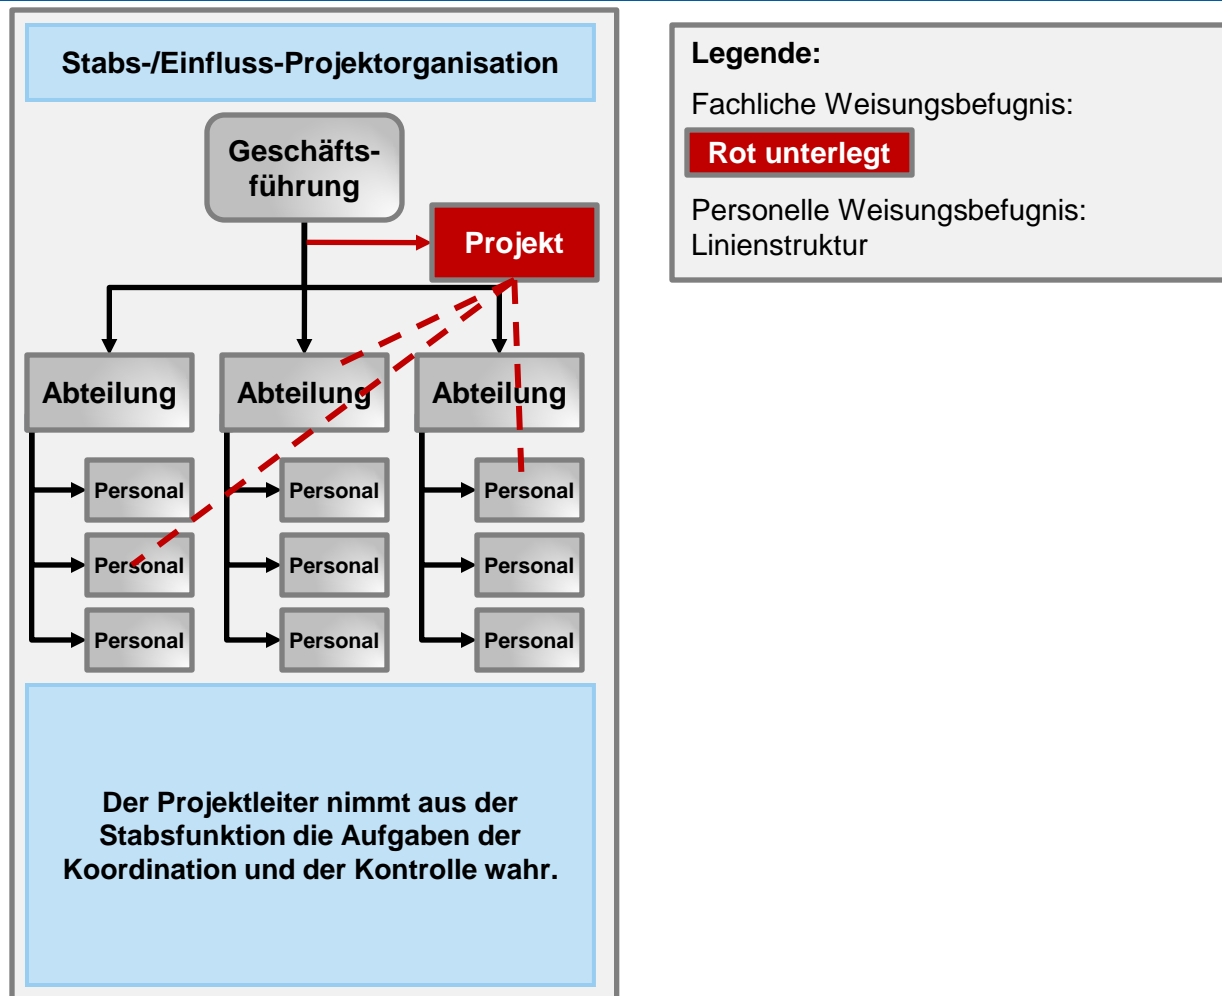 Stabs-/Einfluss-Projektorganisation
Geschäfts-
führung
Projekt
Abteilung
Abteilung
Abteilung
Personal
Personal
Personal
Personal
Personal
Personal
Personal
Personal
Personal
Der Projektleiter nimmt aus der
Stabsfunktion die Aufgaben der
Koordination und der Kontrolle wahr.
Legende:
Fachliche Weisungsbefugnis:
Rot unterlegt
Personelle Weisungsbefugnis:
Linienstruktur